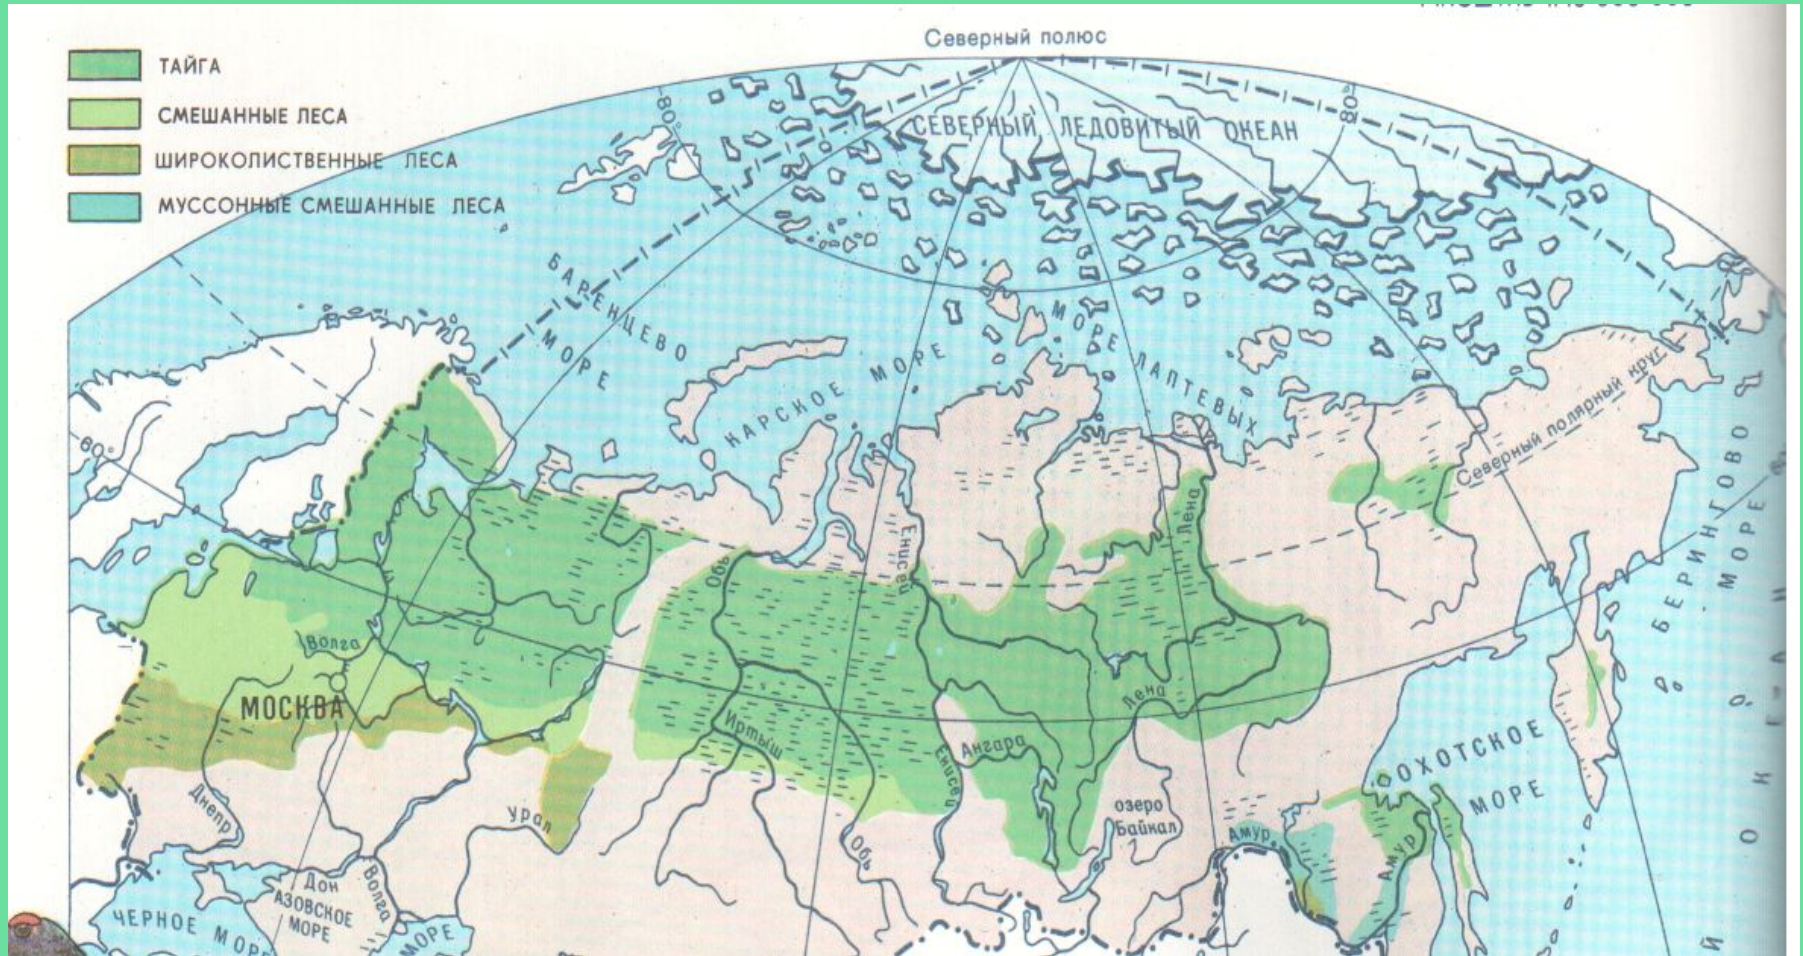 Северный полюс
ТАЙГА
СМЕШАННЫЕ ЛЕСА
ШИРОКОЛИСТВЕННЫЕ ЛЕСА
МУССОННЫЕ СМЕШАННЫЕ ЛЕСА
80°
80°
СЕВЕРНЫЙ ЛЕДОВИТЫЙ ОКЕАН
БАРЕНЦЕВО
МОРЕ
КАРСКОЕ МОРЕ
МОРЕ ЛАПТЕВЫХ
Северный полярный круг
60°
БЕРИНГОВО
МОРЕ
Обь
Енисей
Лена
Волга
МОСКВА
Иртыш
Лена
Ангара
Енисей
ОХОТСКОЕ
МОРЕ
Днепр
Урал
озеро
Байкал
Обь
Амур
Амур
Дон
Волга
АЗОВСКОЕ
МОРЕ
ЧЕРНОЕ МОРЕ
МОРЕ